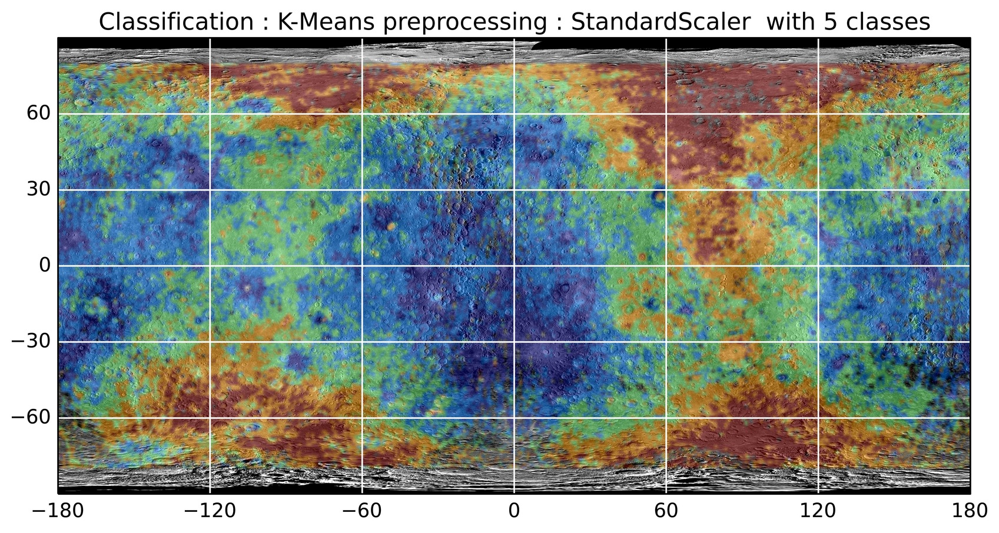 Classification : K-Means preprocessing : StandardScaler  with 5 classes
60
30
0
−30
−60
−180 −120 −60 0 60 120 180